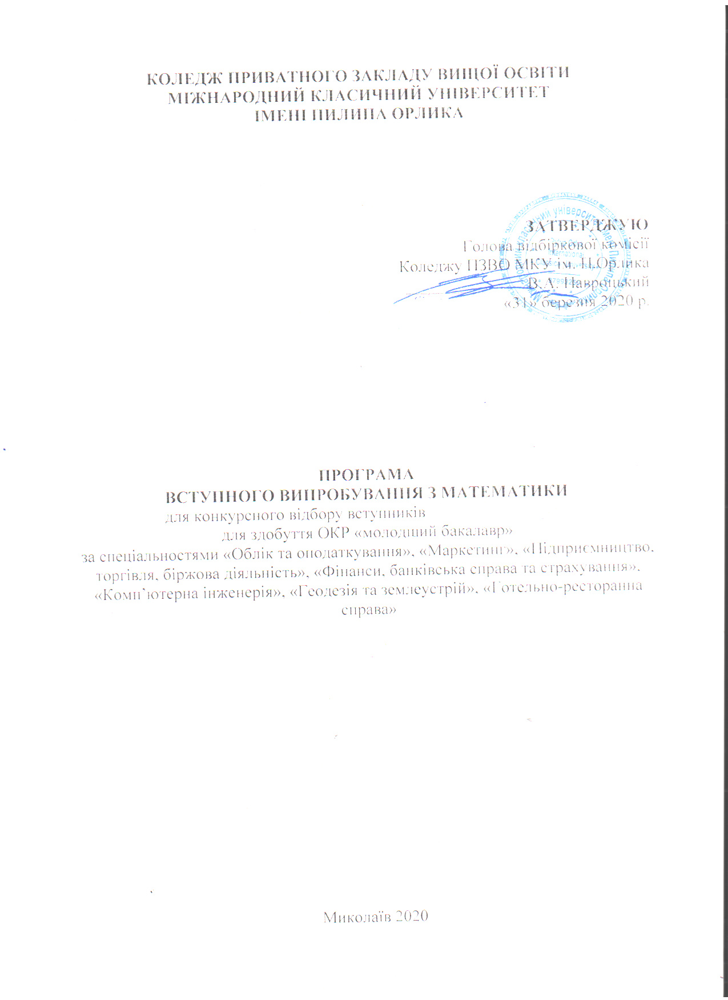 КОЛЕДЖ ПРИВАТНОГО ЗАКЛАДУ ВИЩОЇ ОСВІТИ
МІЖНАРОДНИЙ КЛАСИЧНИЙ УНІВЕРСИТЕТ
ІМЕНІ ПИЛИПА ОРЛИКА
ЗАТВЕРДЖУЮ
Голова відбіркової комісії
Коледжу ПЗВО МКУ ім. П.Орлика
В.А. Навроцький
«31» березня 2020 р.
ПРОГРАМА
ВСТУПНОГО ВИПРОБУВАННЯ З МАТЕМАТИКИ
для конкурсного відбору вступників
для здобуття ОКР «молодший бакалавр»
за спеціальностями «Облік та оподаткування», «Маркетинг», «Підприємництво,
торгівля, біржова діяльність», «Фінанси, банківська справа та страхування»,
«Комп'ютерна інженерія», «Геодезія та землеустрій», «Готельно-ресторанна
справа»
Миколаїв 2020